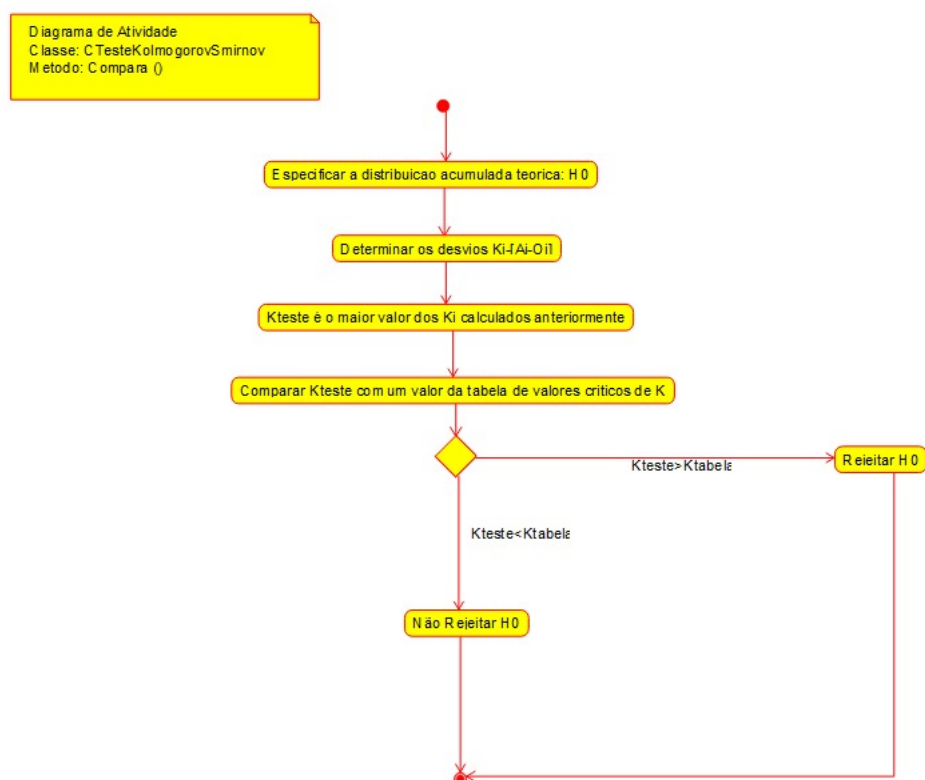 Diagrama de Atividade
Classe: CTesteKolmogorovSmirnov
Metodo: Compara ()
Especificar a distribuicao acumulada teorica: H0
Determinar os desvios Ki-[Ai-Oi]
Kteste é o maior valor dos Ki calculados anteriormente
Comparar Kteste com um valor da tabela de valores criticos de K
Kteste>Ktabela
Rejeitar H0
Kteste<Ktabela
Não Rejeitar H0